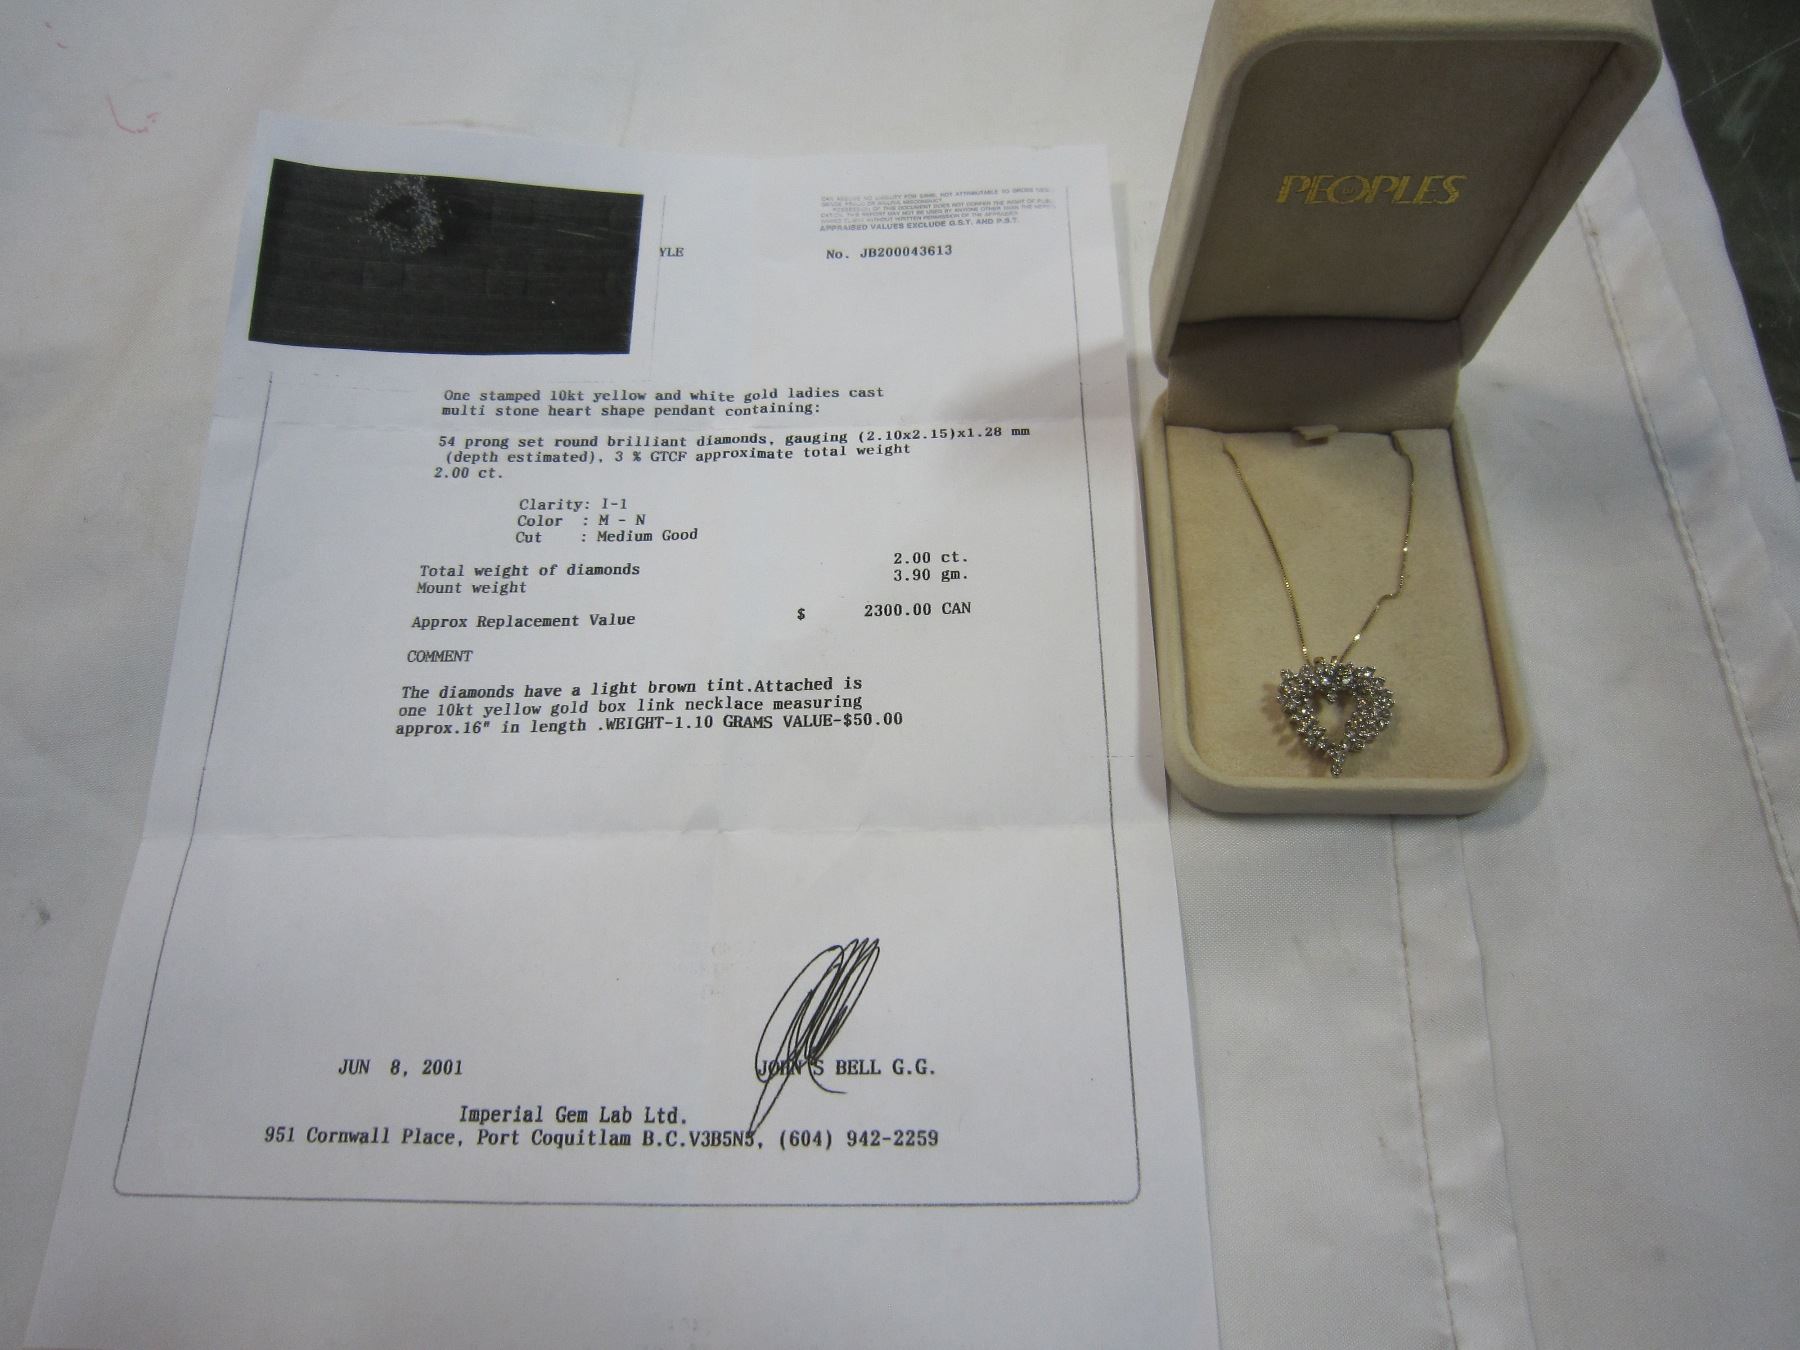 APPRAISED VALUES EXCLUDE G.S.T. AND P.S.T.
YLE
No. JB200043613
One stamped 10kt yellow and white gold ladies cast
multi stone heart shape pendant containing:
54 prong set round brilliant diamonds, gauging (2.10x2.15)x1.28 mm
(depth estimated), 3 % GTCF approximate total weight
2.00 ct.
Clarity: I-1
Color : M - N
Cut : Medium Good
Total weight of diamonds 2.00 ct.
Mount weight 3.90 gm.
Approx Replacement Value $ 2300.00 CAN
COMMENT
The diamonds have a light brown tint.Attached is
one 10kt yellow gold box link necklace measuring
approx.16" in length .WEIGHT-1.10 GRAMS VALUE-$50.00
JUN 8, 2001
JOHN S BELL G.G.
Imperial Gem Lab Ltd.
951 Cornwall Place, Port Coquitlam B.C.V3B5N5, (604) 942-2259
PEOPLES